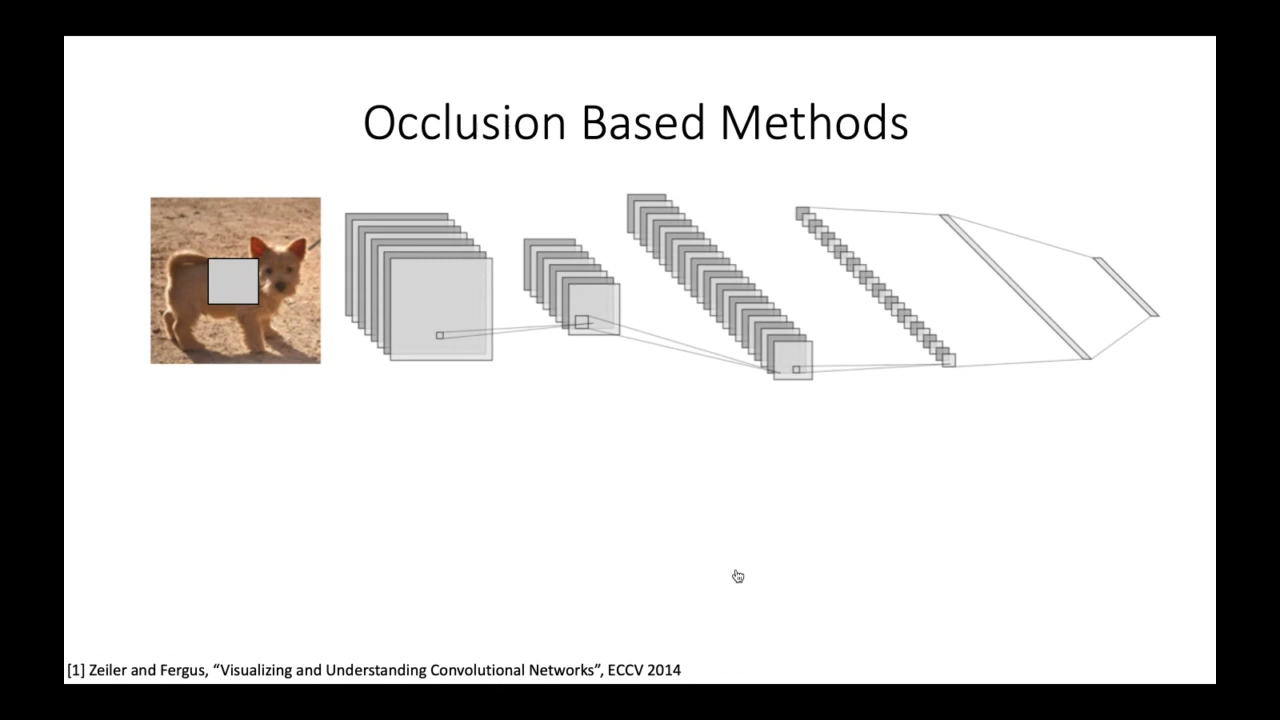 Occlusion Based Methods
[1] Zeiler and Fergus, “Visualizing and Understanding Convolutional Networks”, ECCV 2014